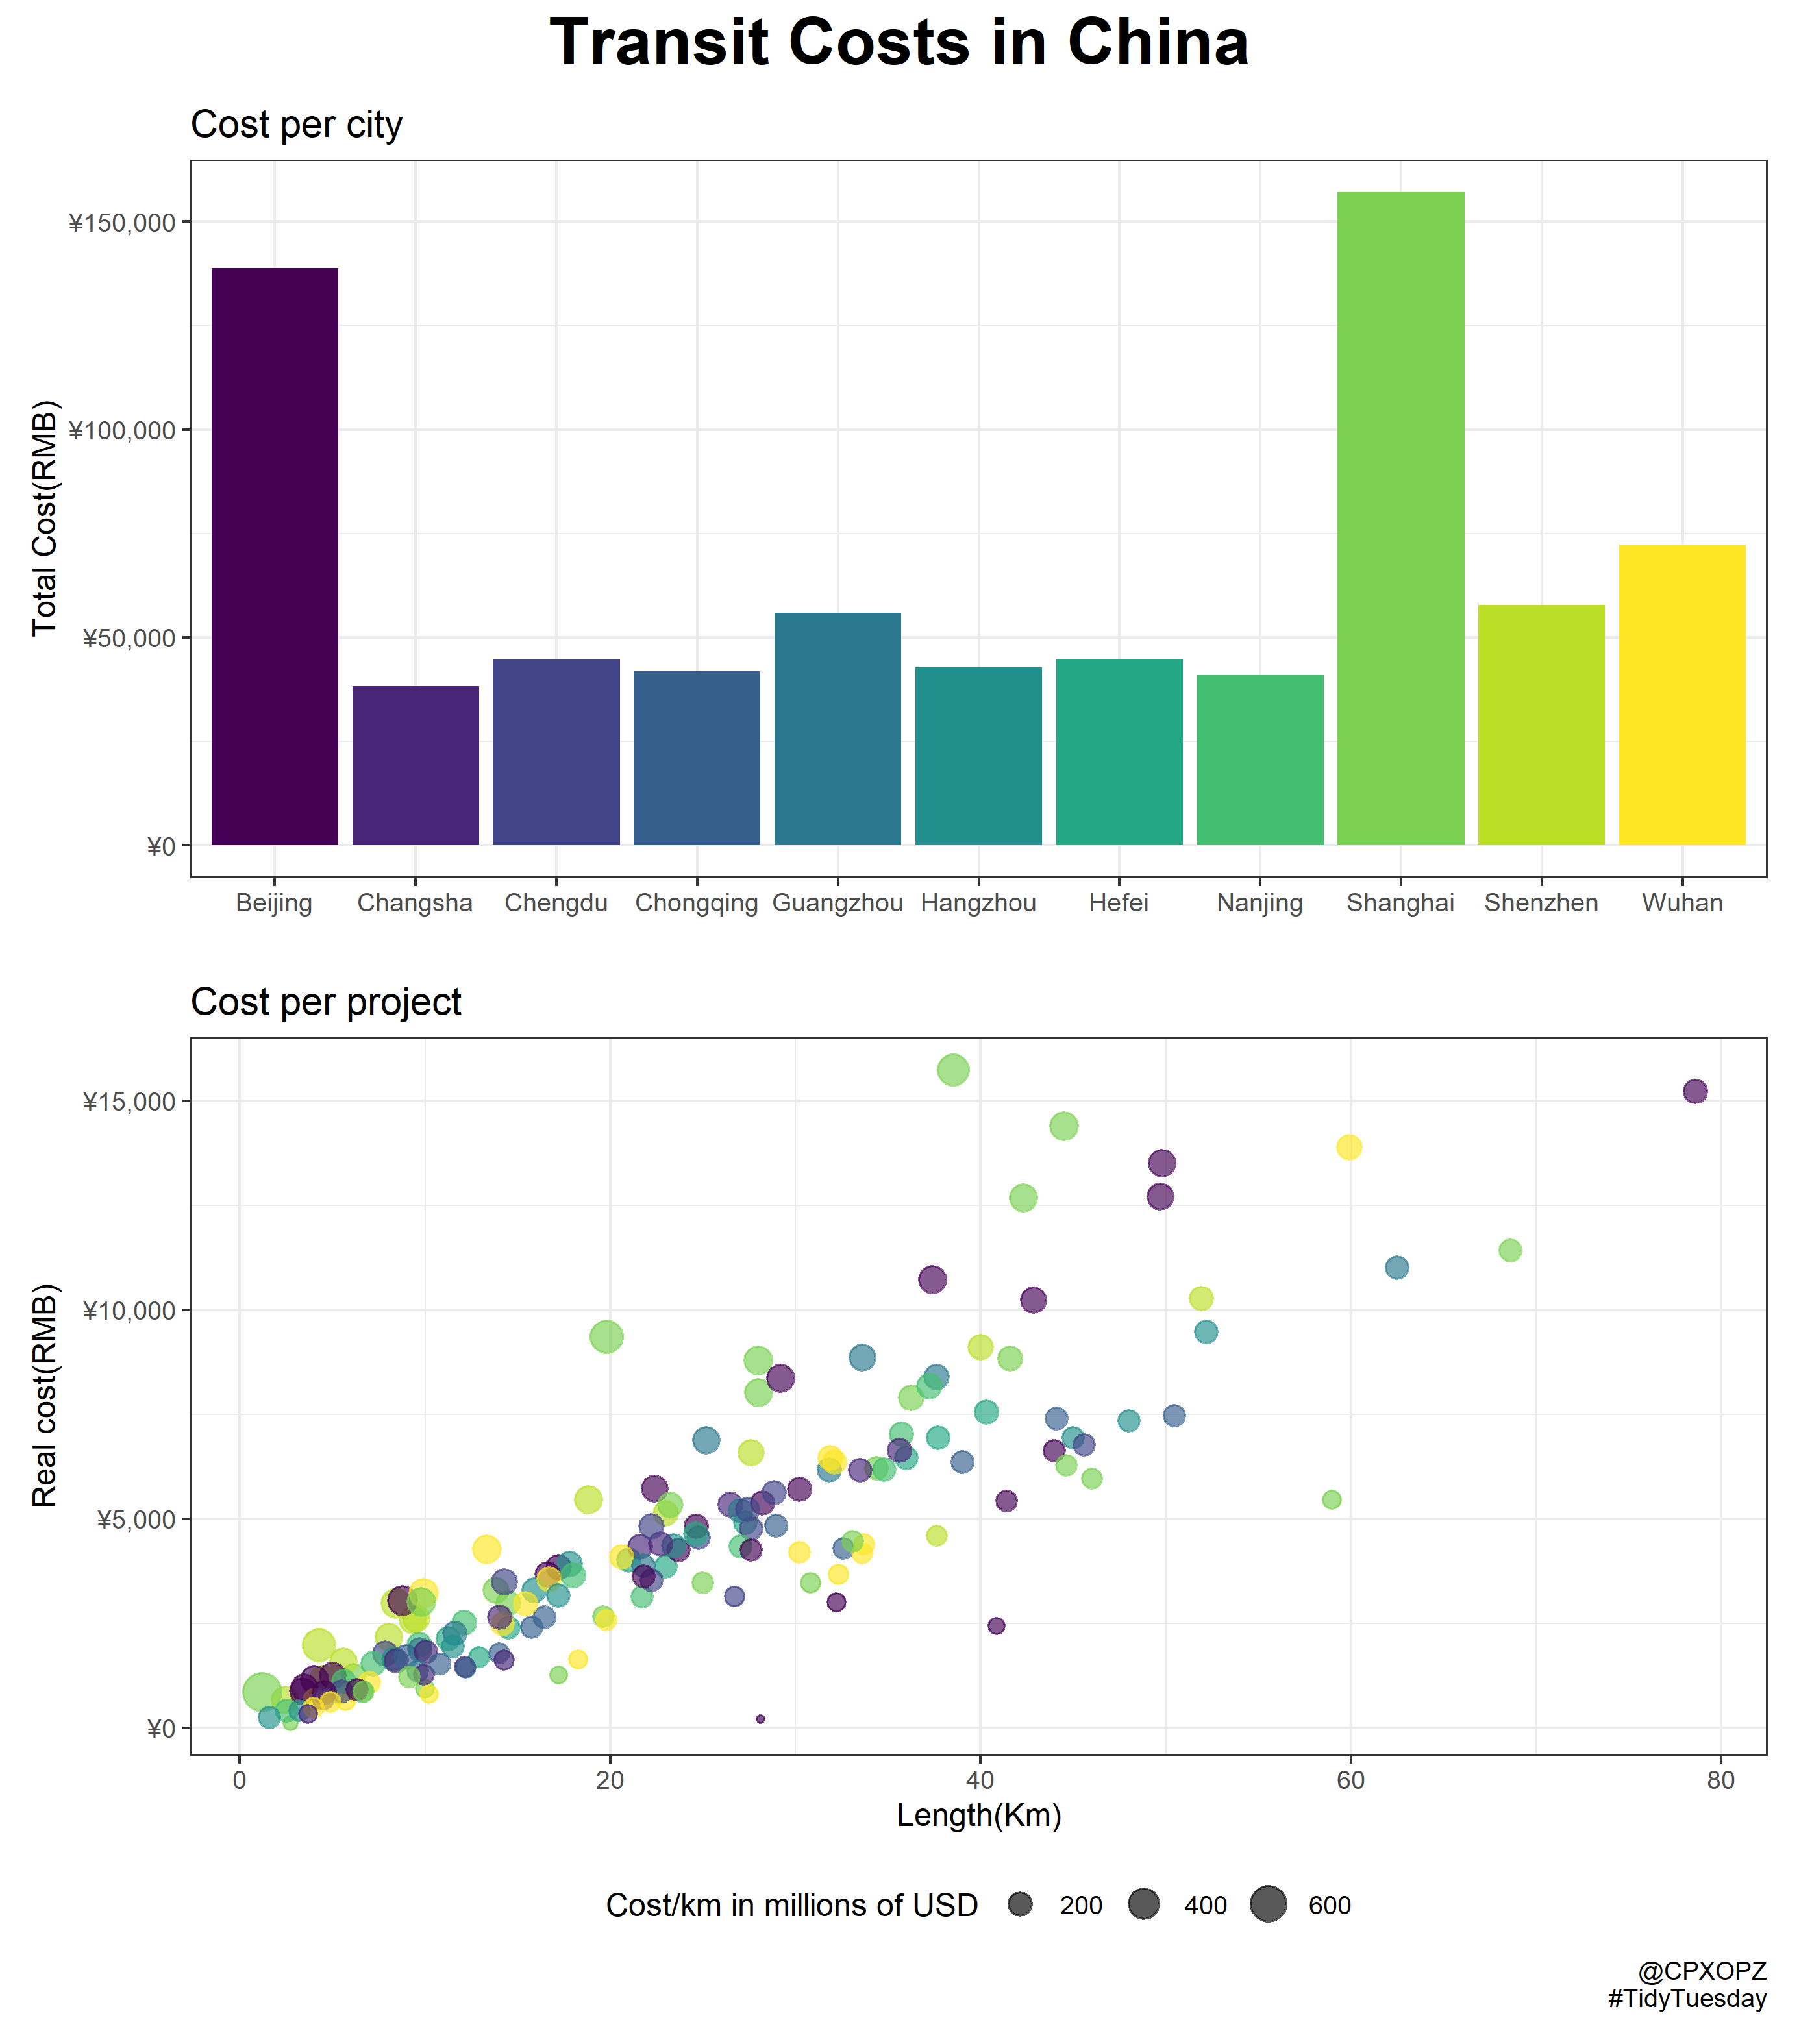 Transit Costs in China
Cost per city
Total Cost(RMB)
¥150,000
¥100,000
¥50,000
¥0
Beijing Changsha Chengdu Chongqing Guangzhou Hangzhou Hefei Nanjing Shanghai Shenzhen Wuhan
Cost per project
Real cost(RMB)
¥15,000
¥10,000
¥5,000
¥0
0 20 40 60 80
Length(Km)
Cost/km in millions of USD 200 400 600
@CPXOPZ
#TidyTuesday